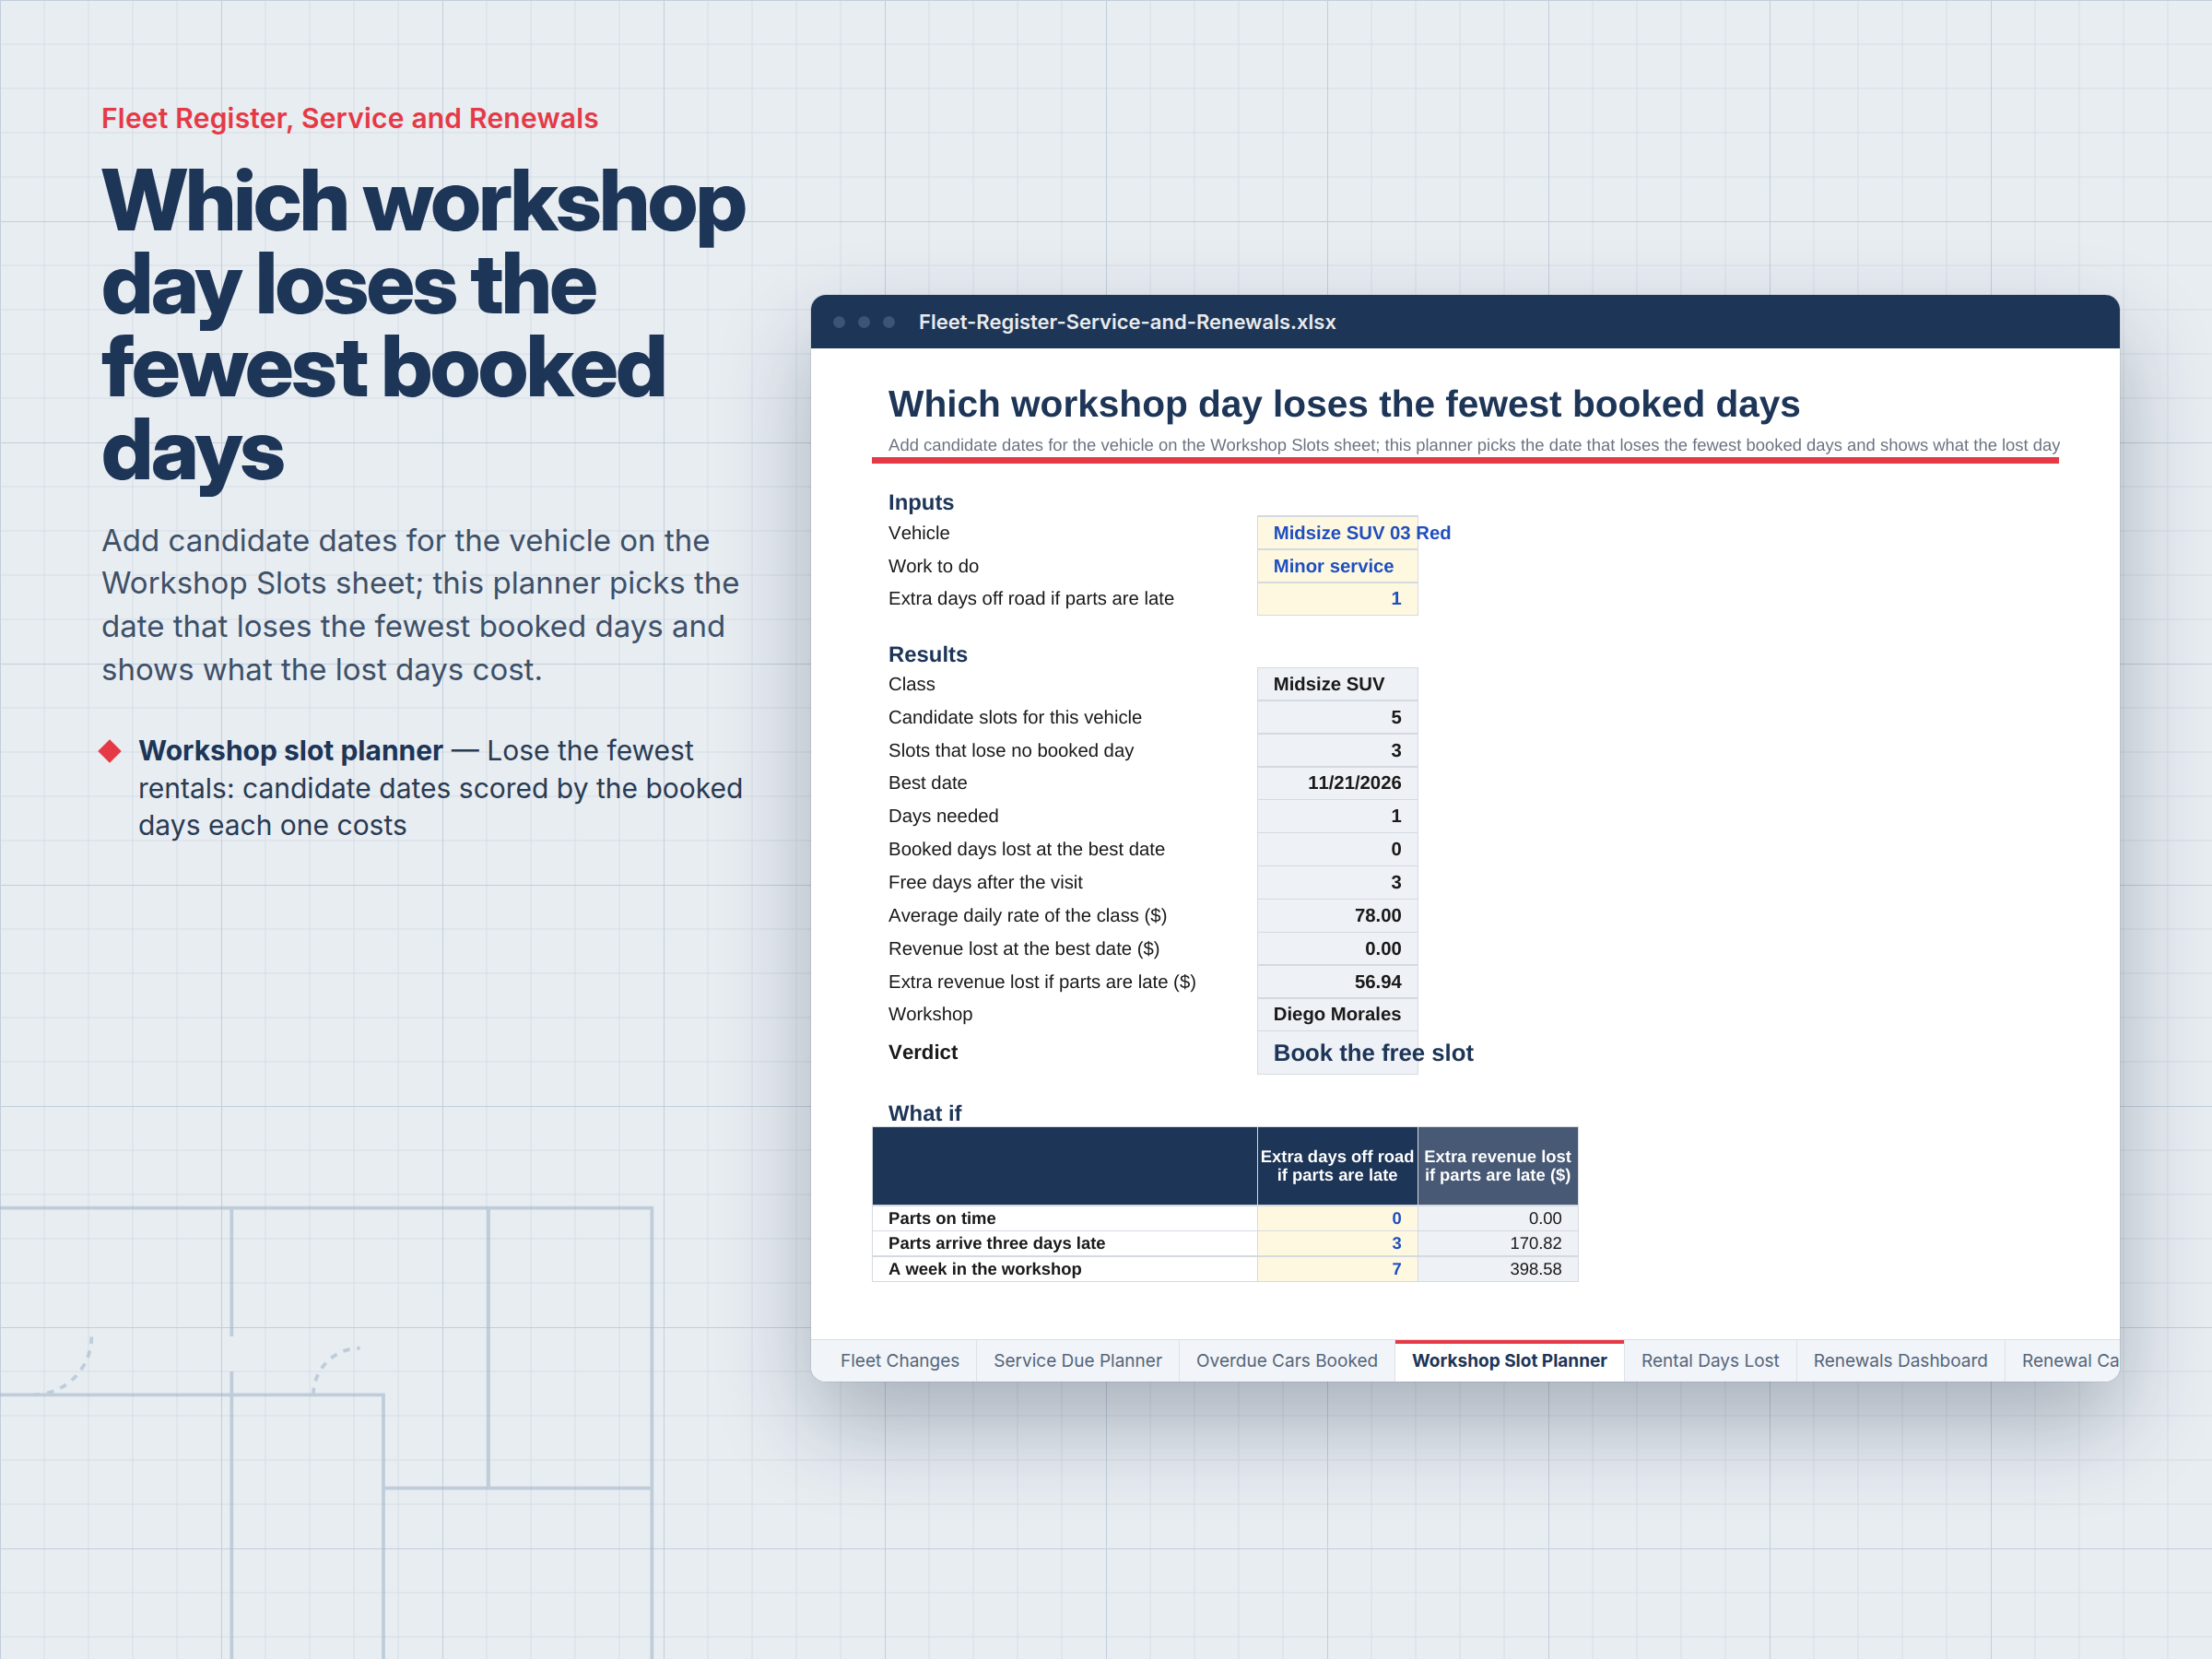 Fleet Register, Service and Renewals
Which workshop
day loses the
fewest booked
days
Add candidate dates for the vehicle on the
Workshop Slots sheet; this planner picks the
date that loses the fewest booked days and
shows what the lost days cost.
Workshop slot planner — Lose the fewest
rentals: candidate dates scored by the booked
days each one costs
Fleet-Register-Service-and-Renewals.xlsx
Which workshop day loses the fewest booked days
Add candidate dates for the vehicle on the Workshop Slots sheet; this planner picks the date that loses the fewest booked days and shows what the lost day
Inputs
Vehicle Midsize SUV 03 Red
Work to do Minor service
Extra days off road if parts are late 1
Results
Class Midsize SUV
Candidate slots for this vehicle 5
Slots that lose no booked day 3
Best date 11/21/2026
Days needed 1
Booked days lost at the best date 0
Free days after the visit 3
Average daily rate of the class ($) 78.00
Revenue lost at the best date ($) 0.00
Extra revenue lost if parts are late ($) 56.94
Workshop Diego Morales
Verdict Book the free slot
What if
Extra days off road if parts are late Extra revenue lost if parts are late ($)
Parts on time 0 0.00
Parts arrive three days late 3 170.82
A week in the workshop 7 398.58
Fleet Changes Service Due Planner Overdue Cars Booked Workshop Slot Planner Rental Days Lost Renewals Dashboard Renewal Ca